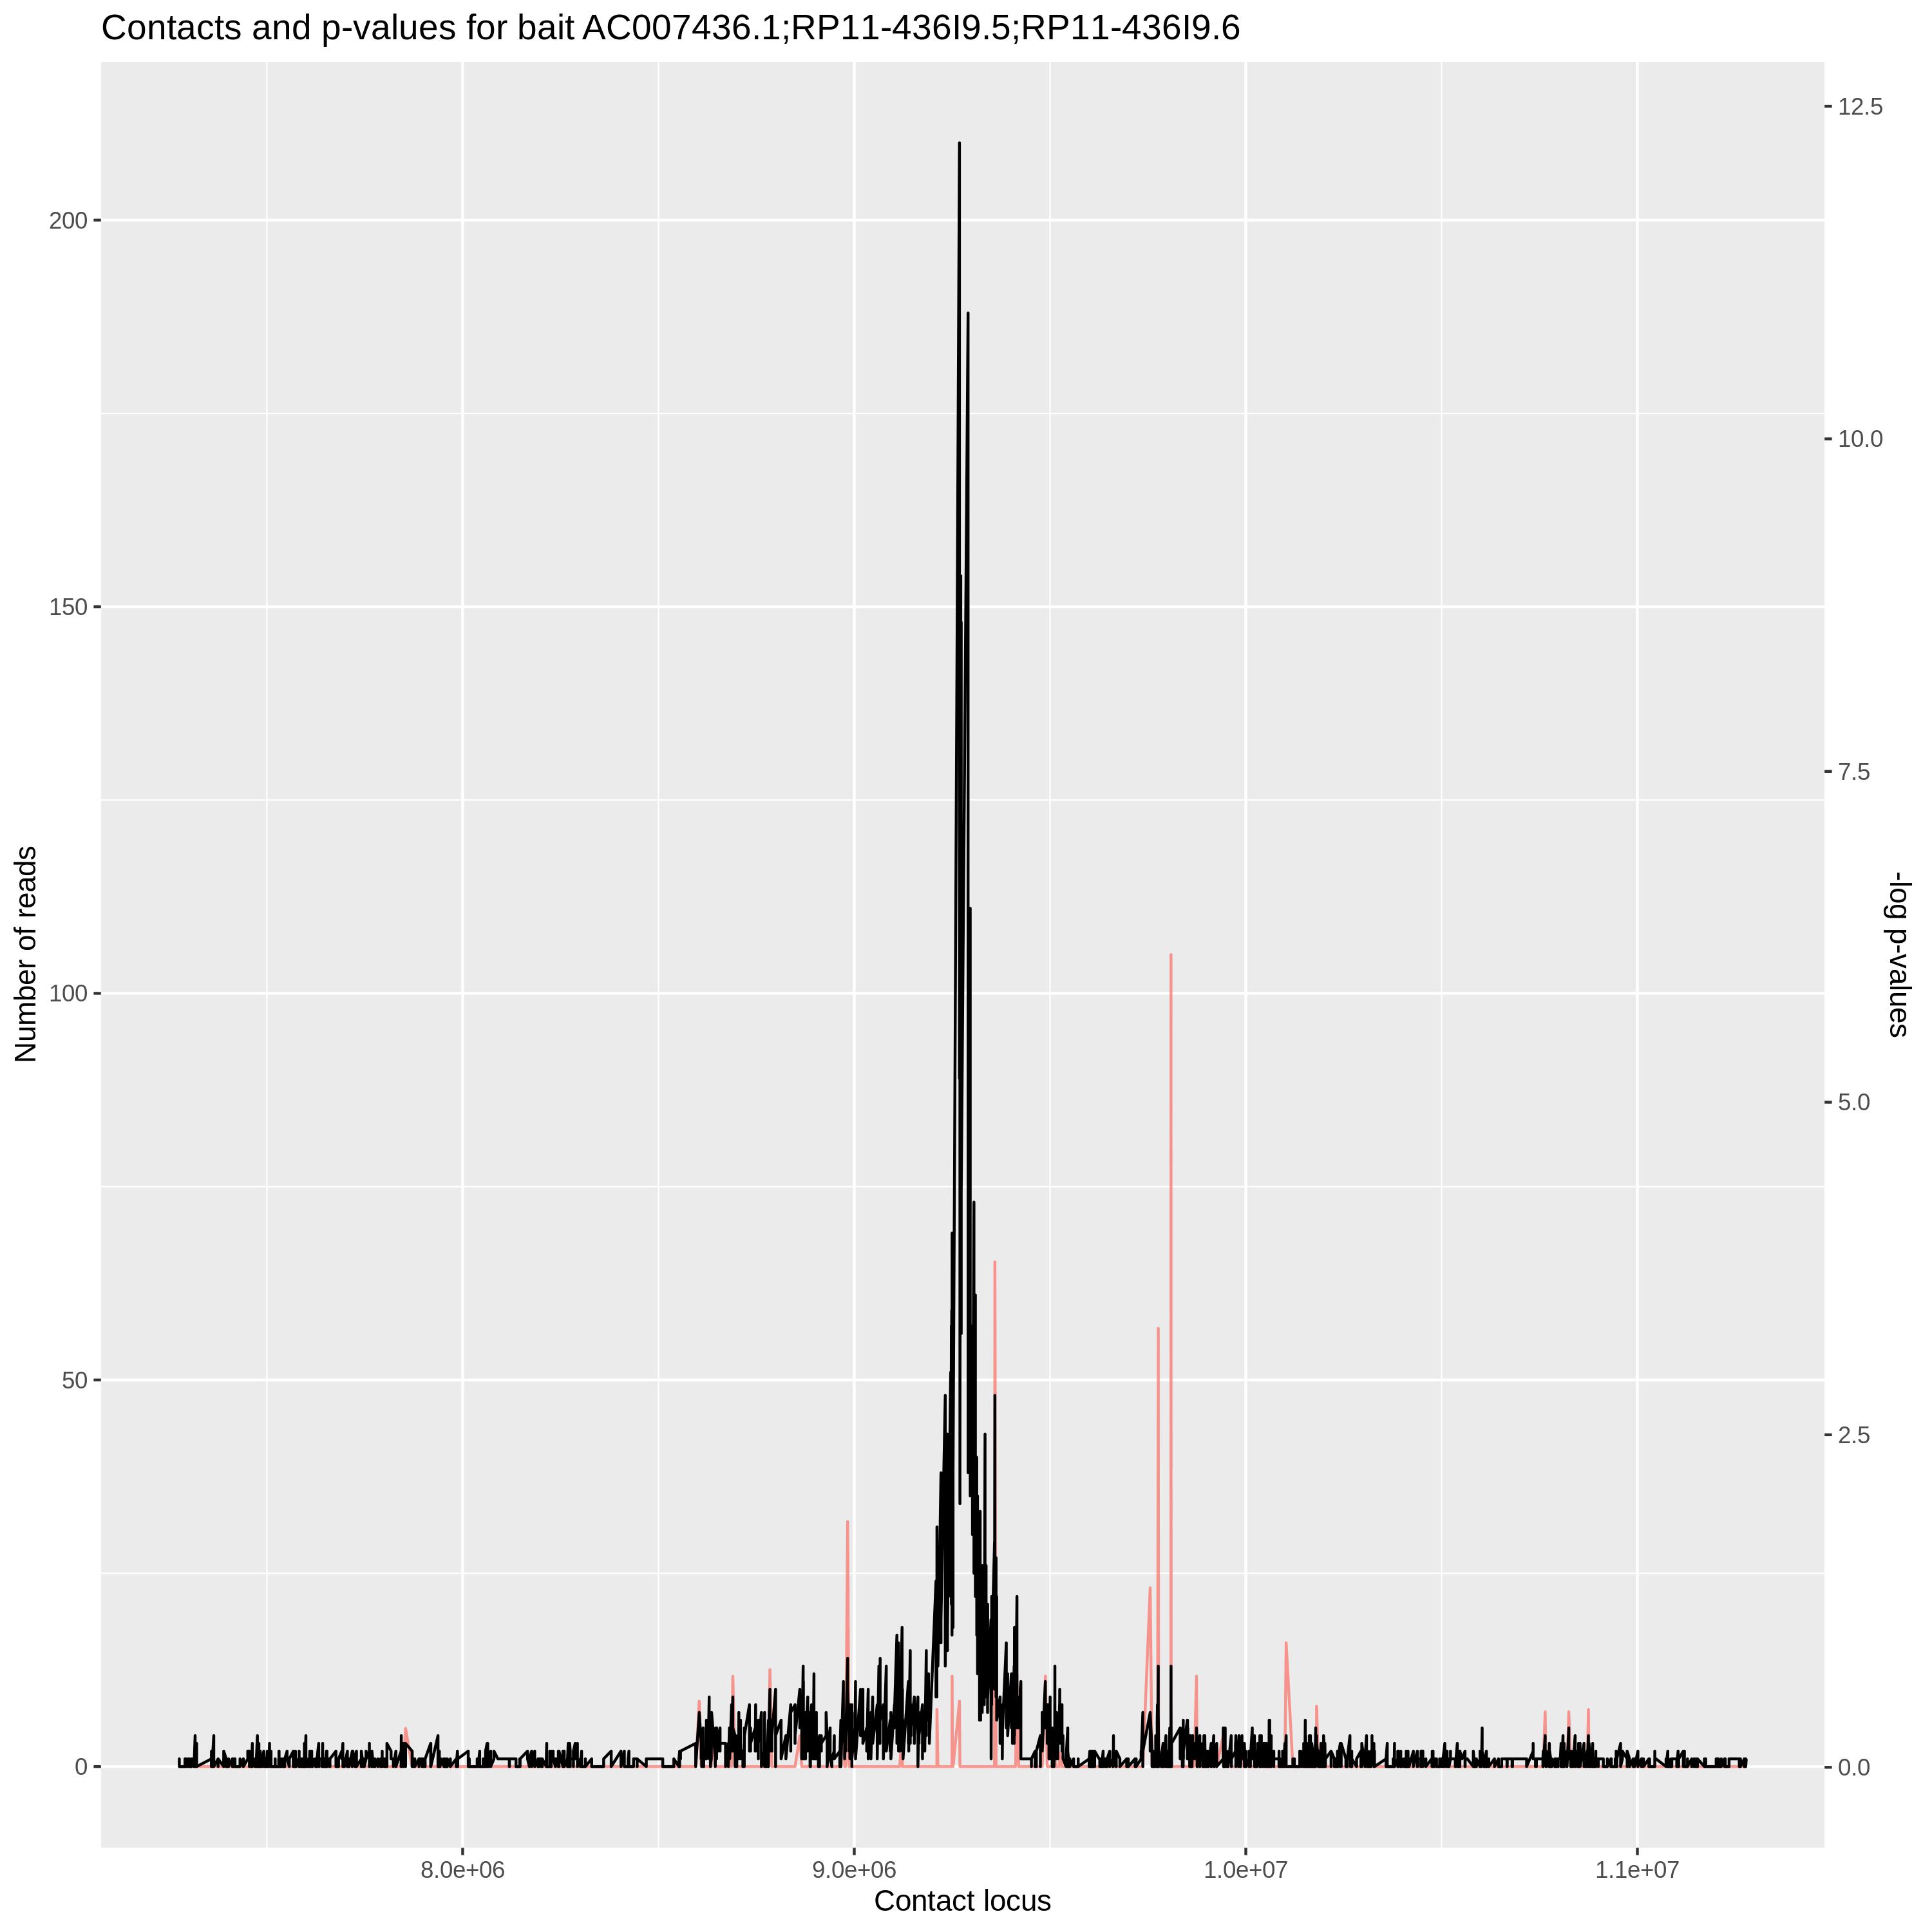 Contacts and p-values for bait AC007436.1;RP11-436I9.5;RP11-436I9.6
Number of reads
200
150
100
50
0
12.5
10.0
7.5
5.0
2.5
0.0
-log p-values
8.0e+06
9.0e+06
1.0e+07
1.1e+07
Contact locus